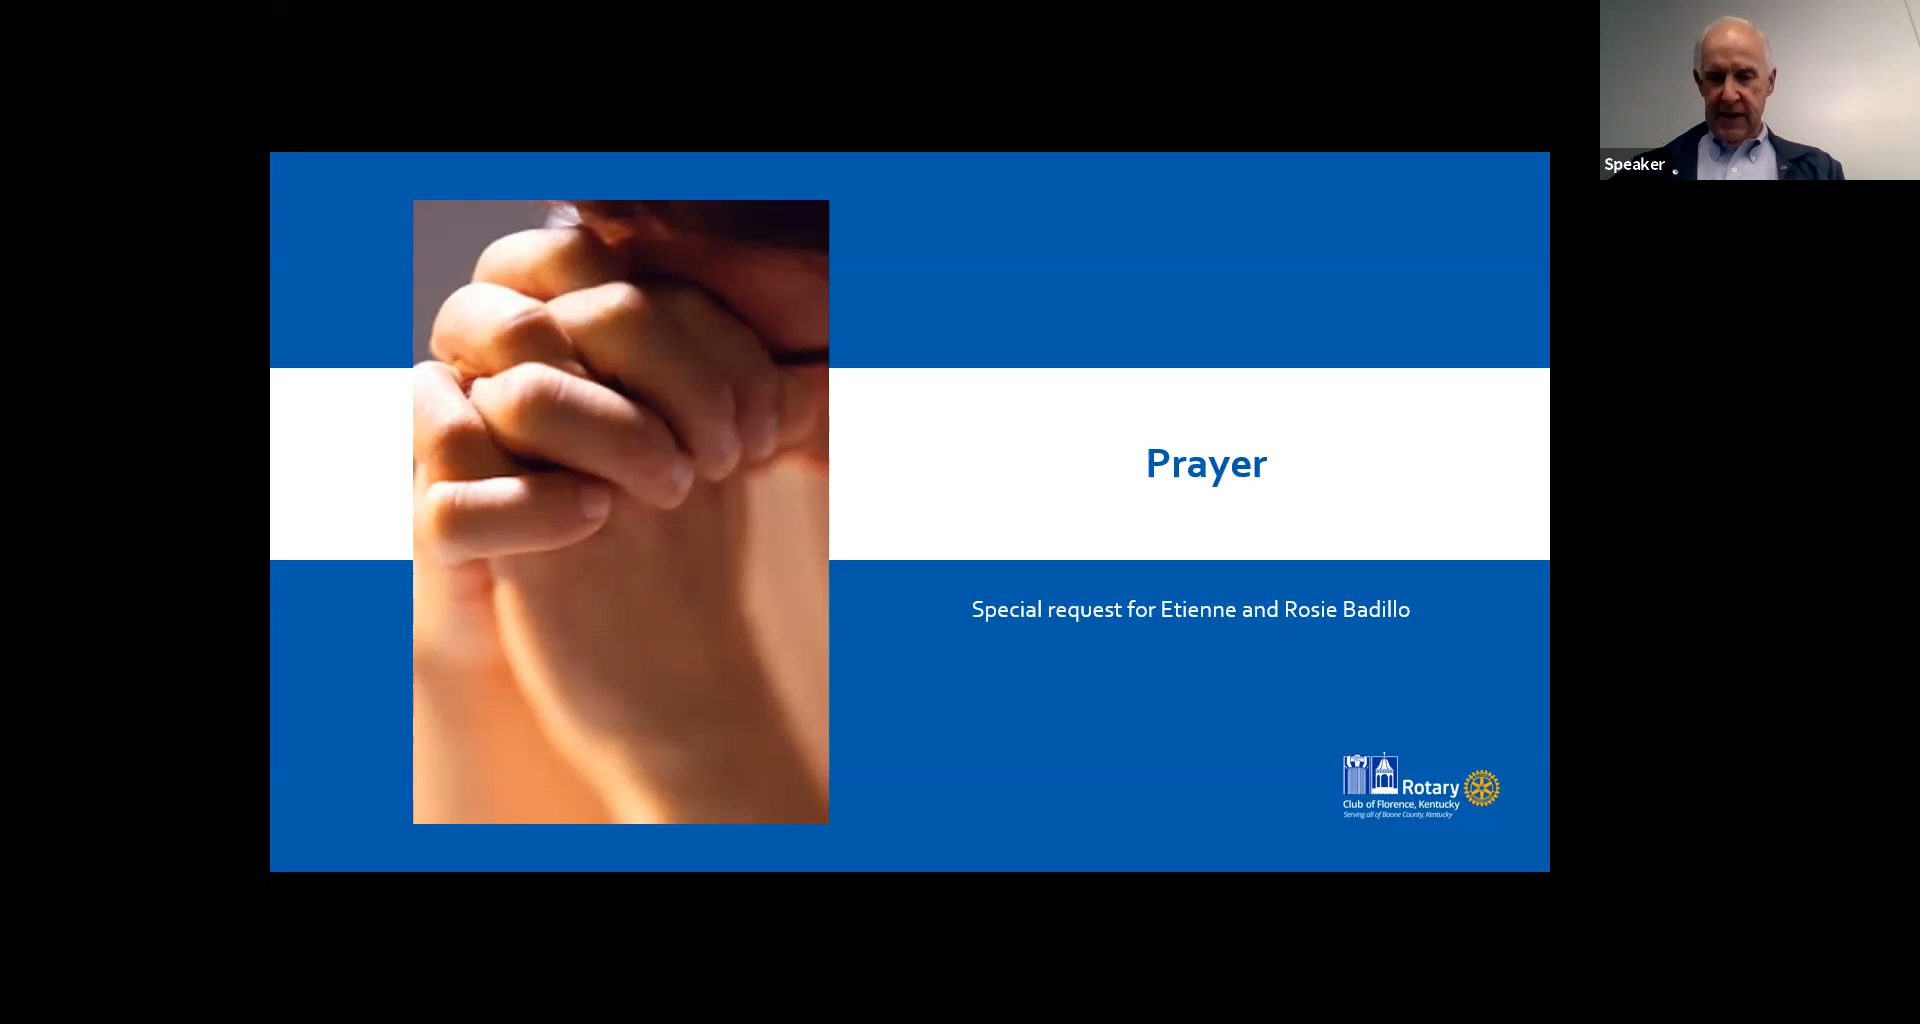 Speaker
Prayer
Special request for Etienne and Rosie Badillo
Rotary
Club of Florence, Kentucky
Serving all of Boone County, Kentucky